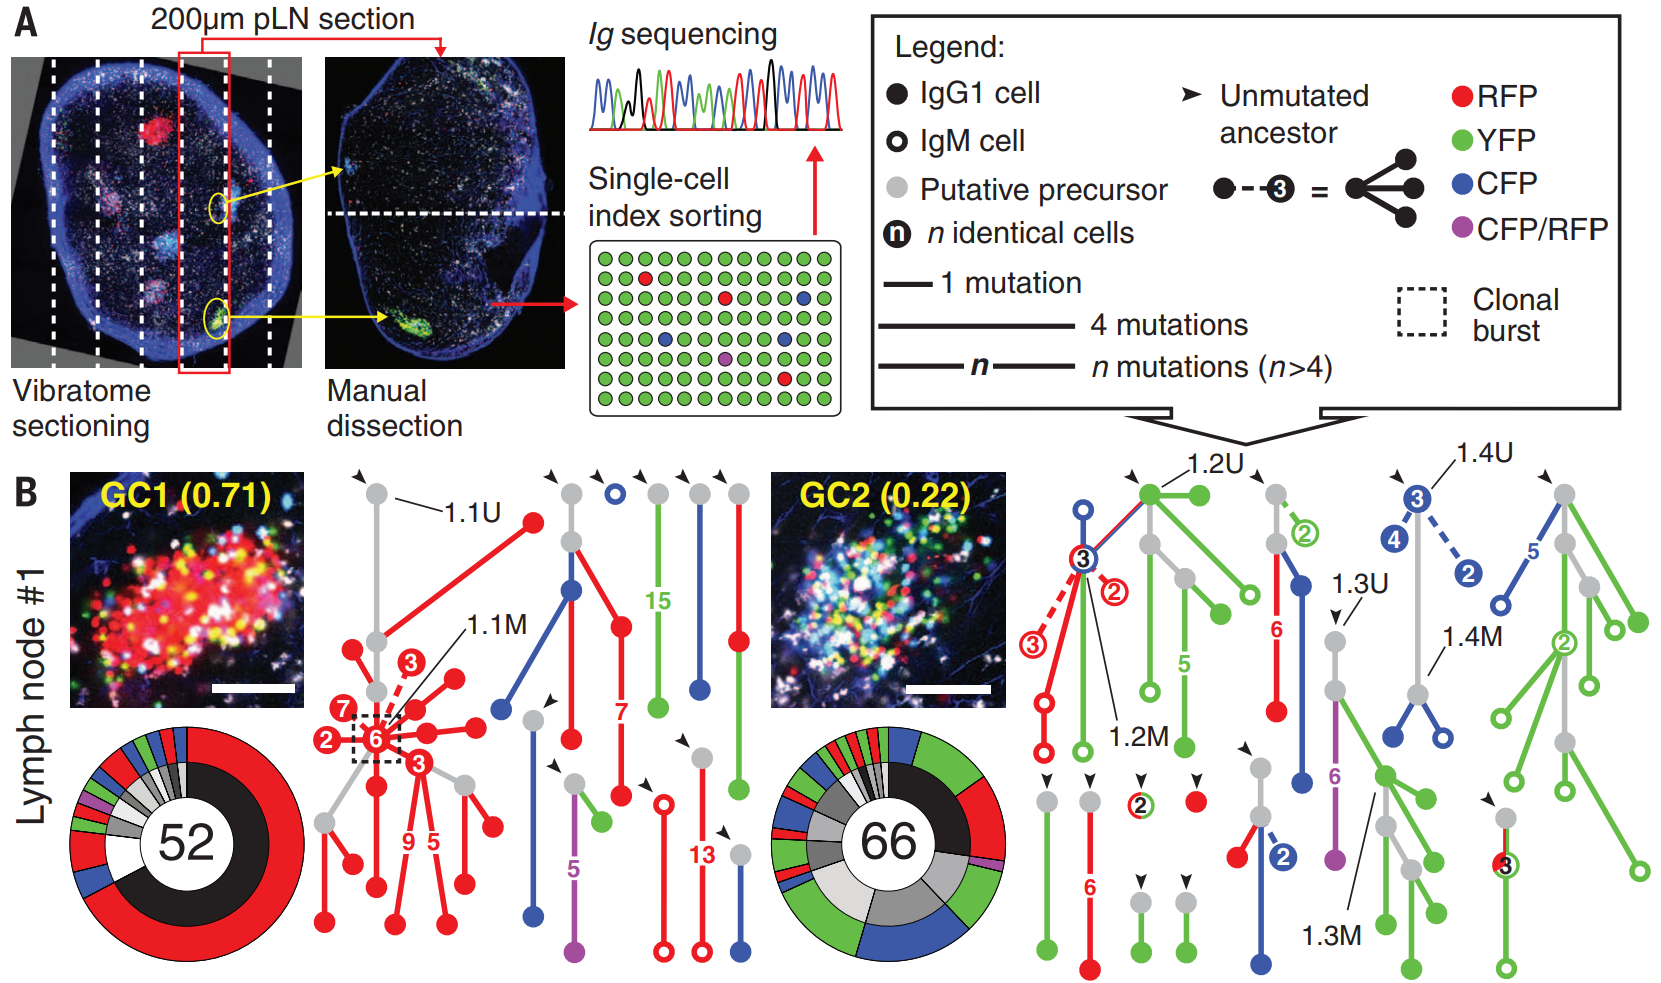 A
200µm pLN section
Vibratome
sectioning
Manual
dissection
Ig sequencing
Single-cell
index sorting
Legend:
IgG1 cell
IgM cell
Putative precursor
n
n identical cells
1 mutation
4 mutations
n
n mutations (n>4)
Unmutated
ancestor
3
=
RFP
YFP
CFP
CFP/RFP
Clonal
burst
B
Lymph node #1
GC1 (0.71)
52
1.1U
1.1M
3
7
2
6
3
9
5
7
15
5
13
GC2 (0.22)
66
1.2U
3
2
3
1.2M
5
2
6
6
2
2
1.3U
6
1.3M
1.4U
3
4
2
1.4M
5
2
3